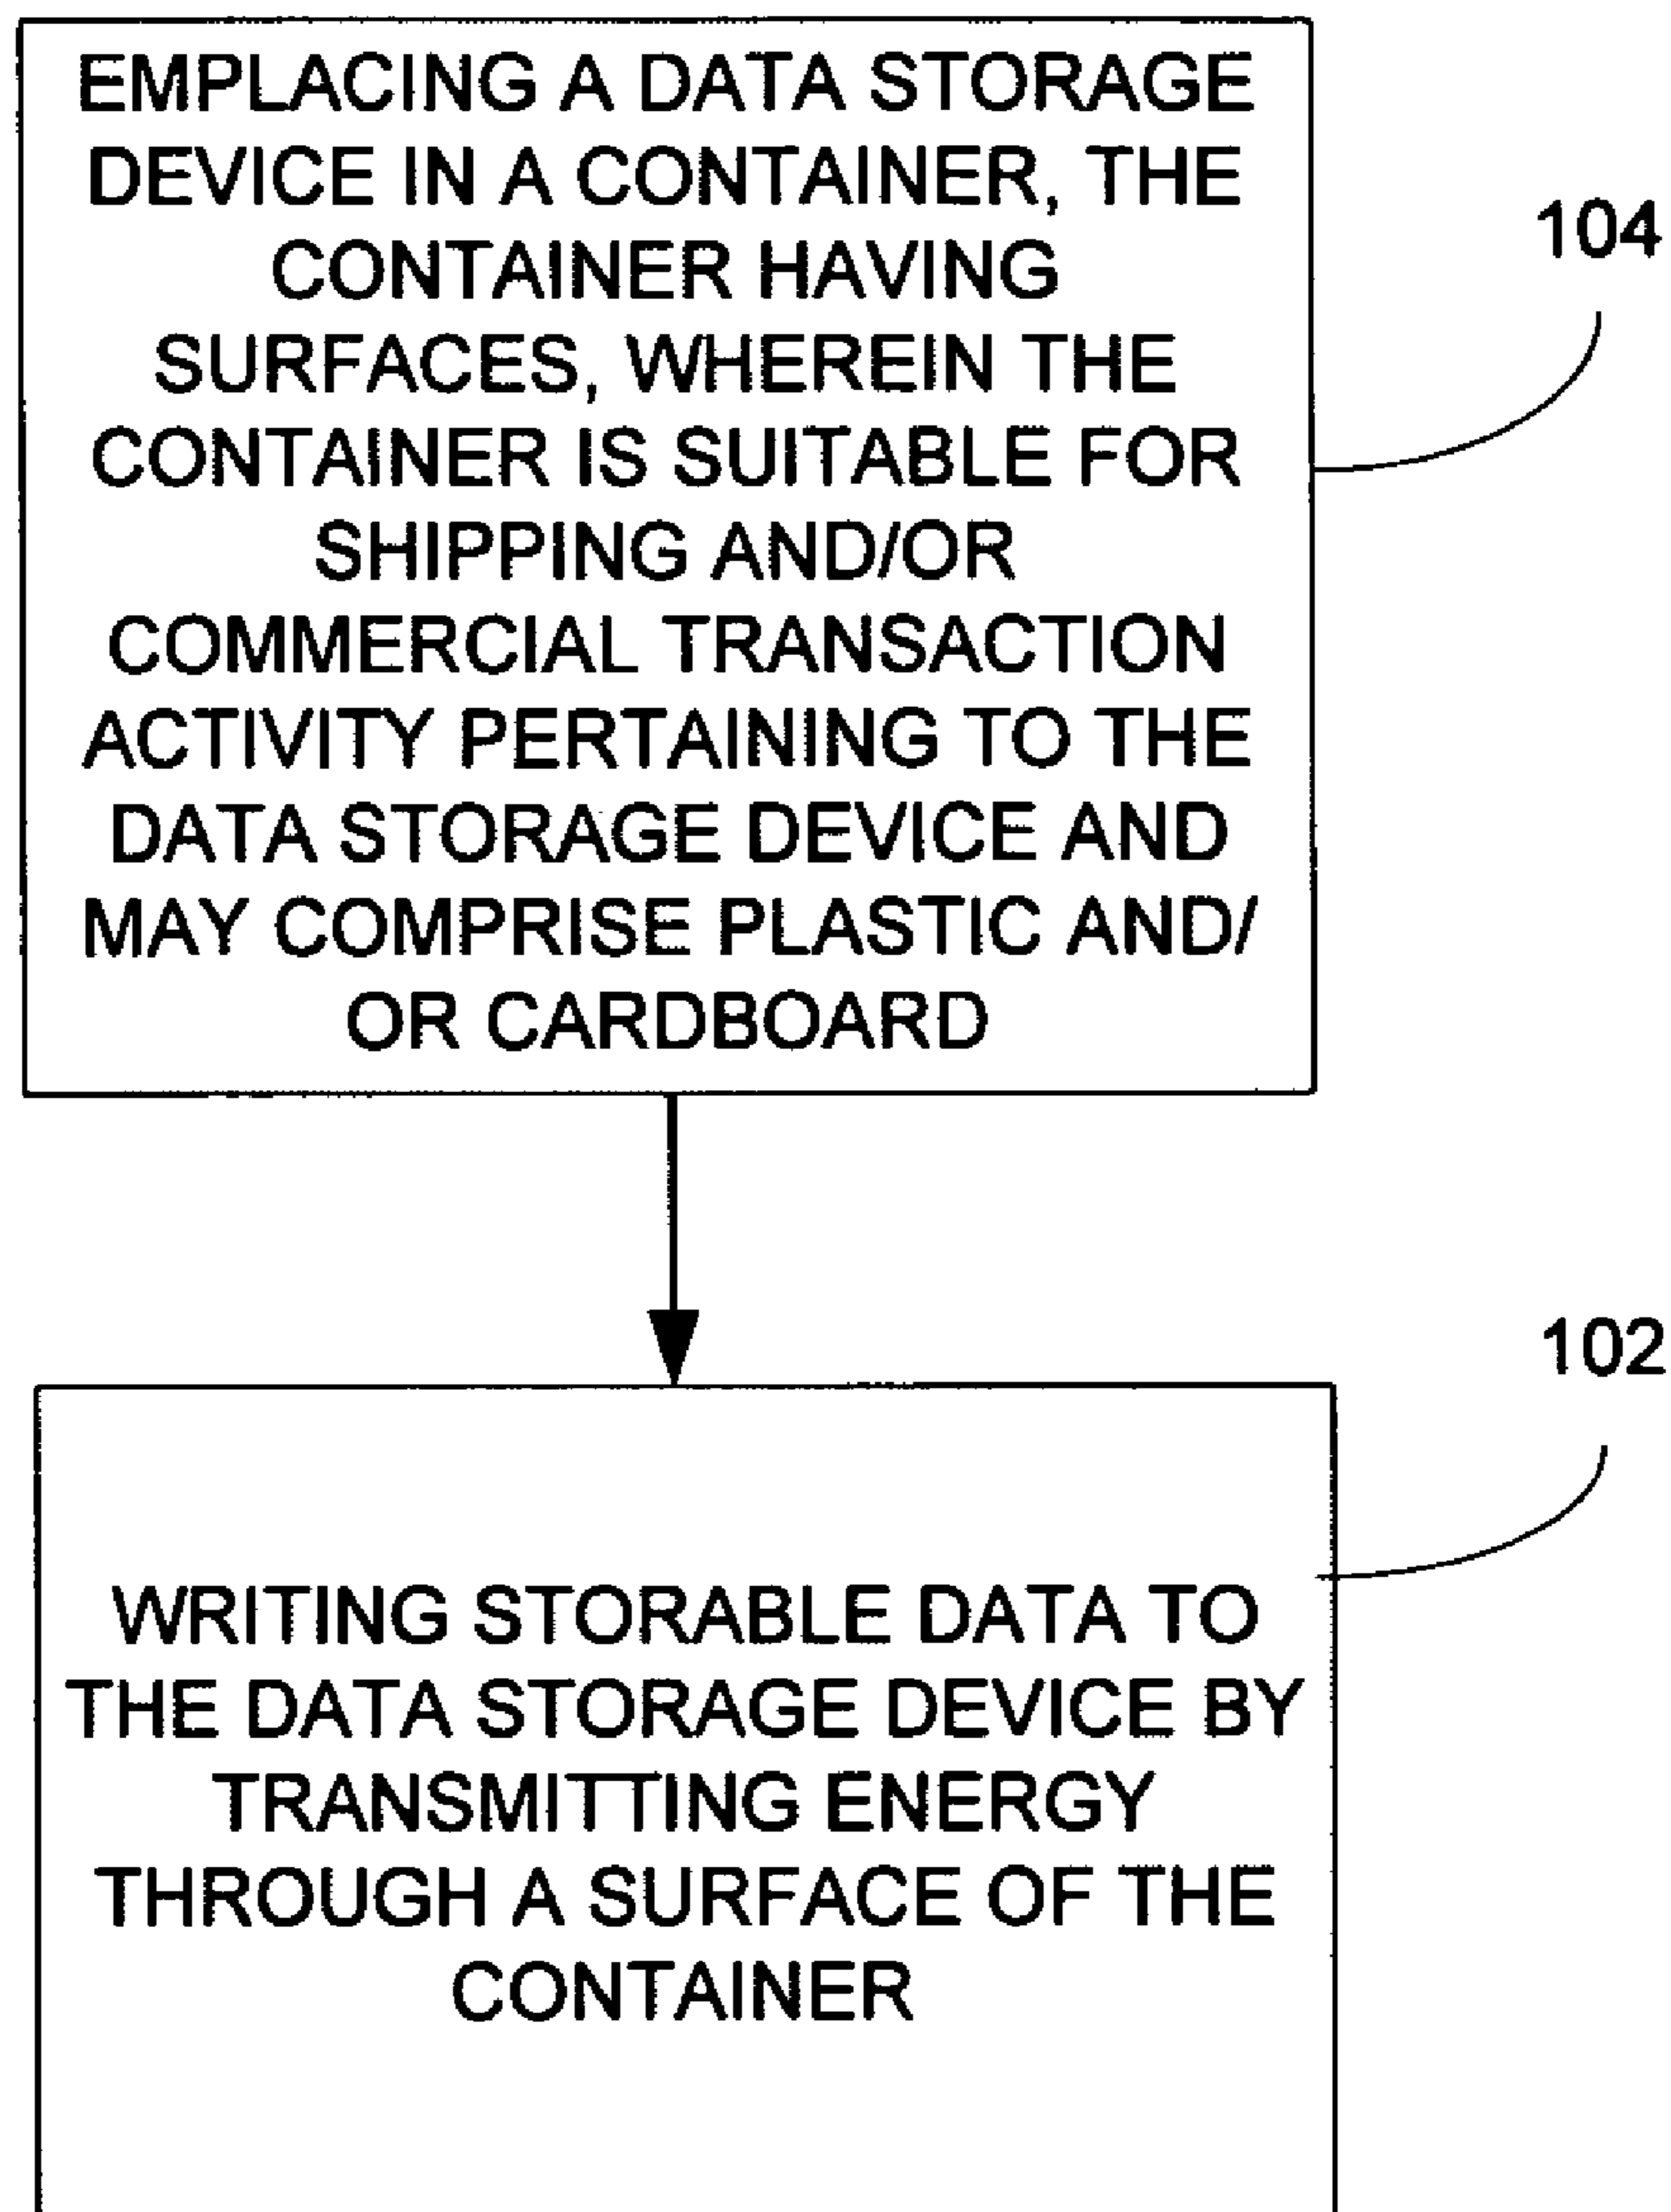 EMPLACING A DATA STORAGE
DEVICE IN A CONTAINER, THE
CONTAINER HAVING
SURFACES, WHEREIN THE
CONTAINER IS SUITABLE FOR
SHIPPING AND/OR
COMMERCIAL TRANSACTION
ACTIVITY PERTAINING TO THE
DATA STORAGE DEVICE AND
MAY COMPRISE PLASTIC AND/
OR CARDBOARD
104
102
WRITING STORABLE DATA TO
THE DATA STORAGE DEVICE BY
TRANSMITTING ENERGY
THROUGH A SURFACE OF THE
CONTAINER